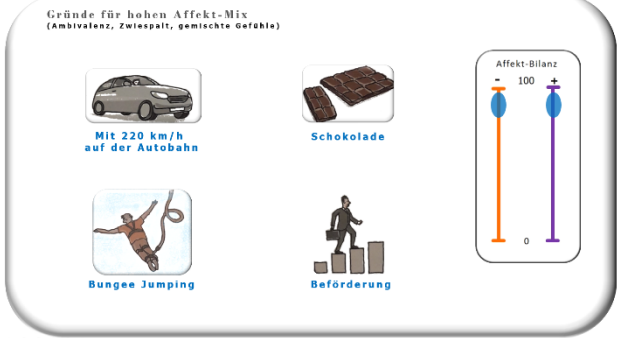 Gründe für hohen Affekt-Mix
(Ambivalenz, Zwiespalt, gemischte Gefühle)
Mit 220 km/h
auf der Autobahn
Schokolade
Bungee Jumping
Beförderung
Affekt-Bilanz
- 100 +
0